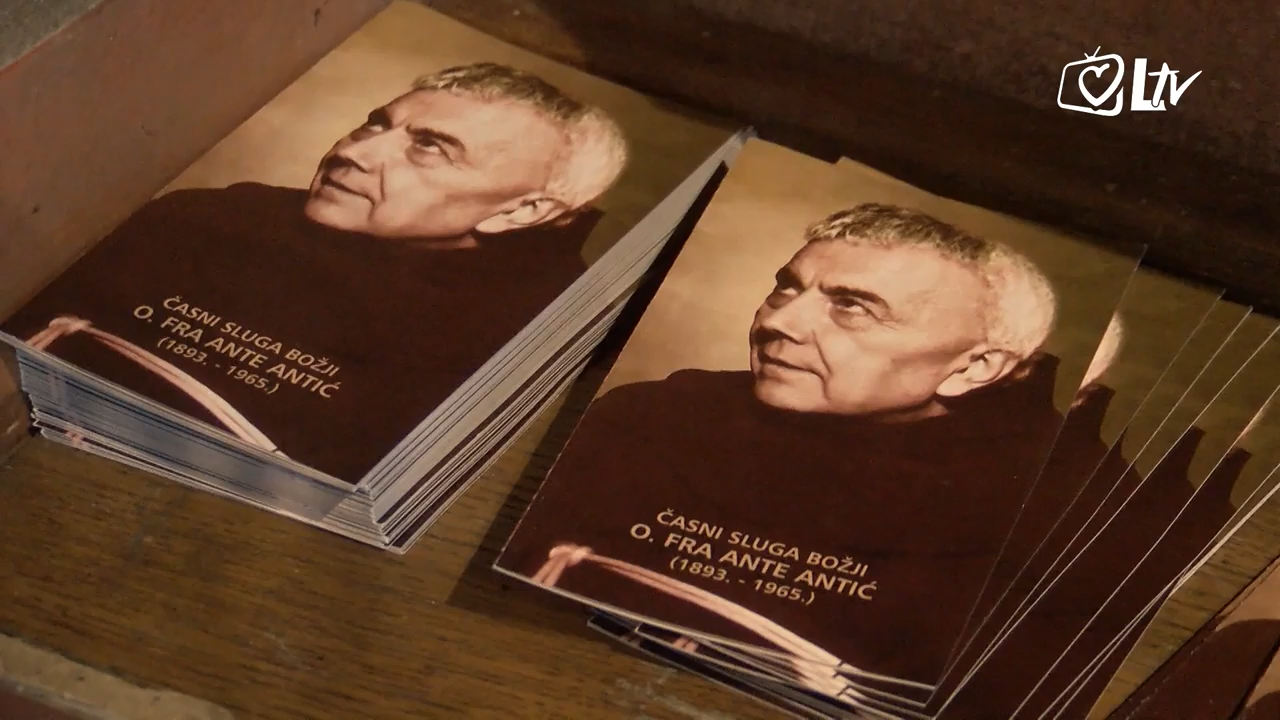 LTV
ČASNI SLUGA BOŽJI
O. FRA ANTE ANTIĆ
(1893. - 1965.)
ČASNI SLUGA BOŽJI
O. FRA ANTE ANTIĆ
(1893. - 1965.)